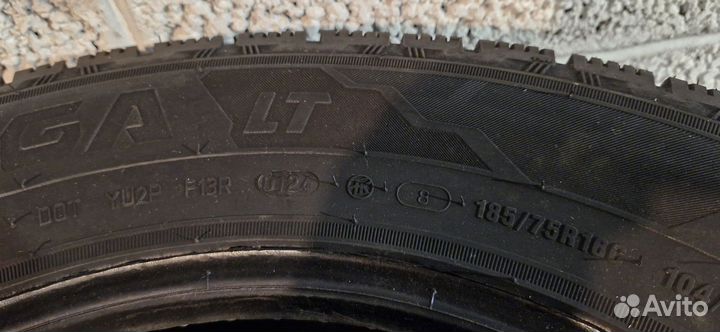 GA LT
DOT YU2P F13R 0124 8 185/75R16C 104
Avito